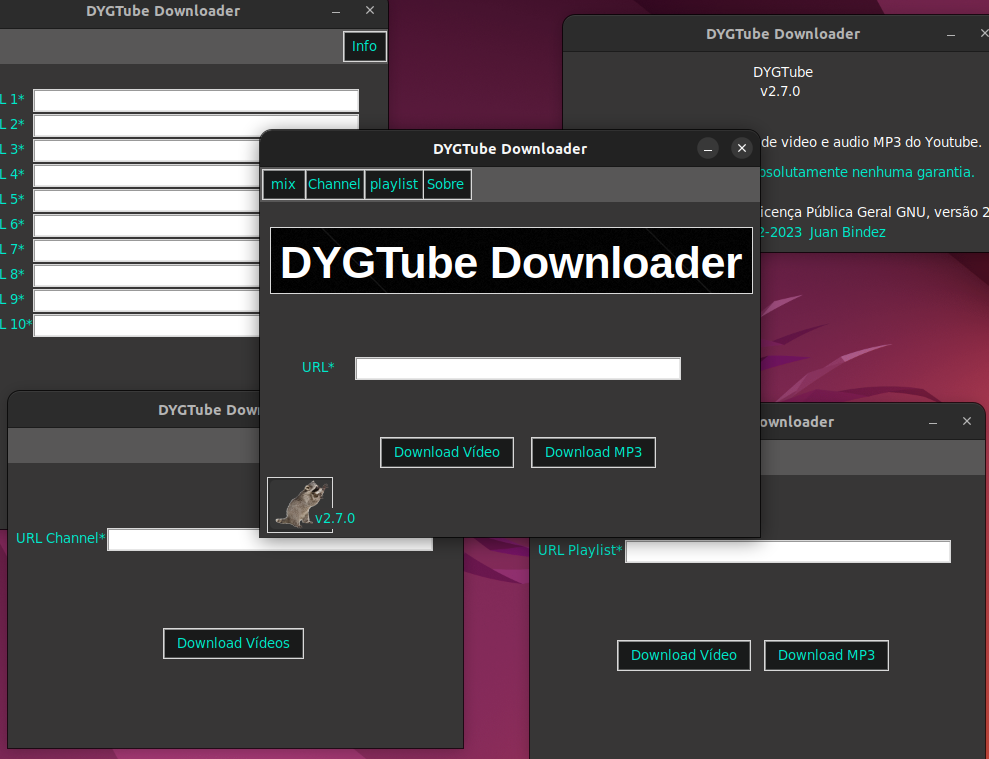 DYGTube Downloader
Info
L 1*
L 2*
L 3*
L 4*
L 5*
L 6*
L 7*
L 8*
L 9*
L 10*
DYGTube Downloader
DYGTube
v2.7.0
de video e audio MP3 do Youtube.
absolutamente nenhuma garantia.
icença Pública Geral GNU, versão 2
2-2023 Juan Bindez
DYGTube Downloader
mix Channel playlist Sobre
DYGTube Downloader
URL*
Download Vídeo Download MP3
v2.7.0
DYGTube Dow
URL Channel*
Download Vídeos
ownloader
URL Playlist*
Download Vídeo Download MP3